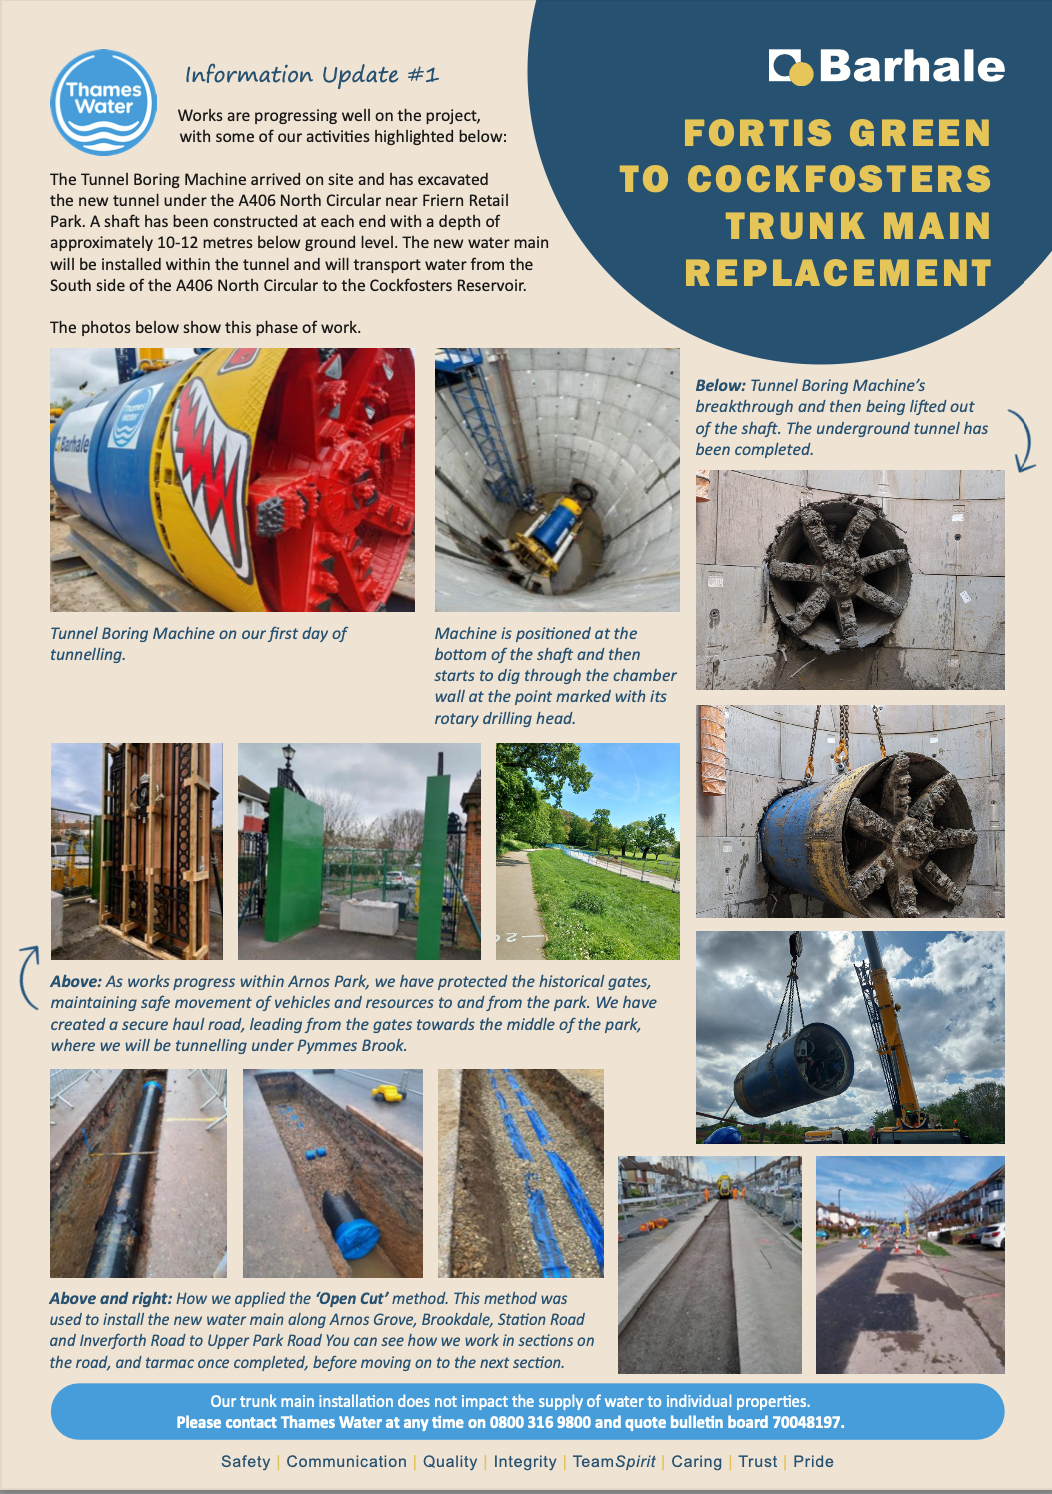 Thames
Water
Information Update #1
Works are progressing well on the project,
with some of our activities highlighted below:
Barhale
FORTIS GREEN
TO COCKFOSTERS
TRUNK MAIN
REPLACEMENT
The Tunnel Boring Machine arrived on site and has excavated
the new tunnel under the A406 North Circular near Friern Retail
Park. A shaft has been constructed at each end with a depth of
approximately 10-12 metres below ground level. The new water main
will be installed within the tunnel and will transport water from the
South side of the A406 North Circular to the Cockfosters Reservoir.
The photos below show this phase of work.
Barhale
Thames
Water
Tunnel Boring Machine on our first day of
tunnelling.
Machine is positioned at the
bottom of the shaft and then
starts to dig through the chamber
wall at the point marked with its
rotary drilling head.
Below: Tunnel Boring Machine’s
breakthrough and then being lifted out
of the shaft. The underground tunnel has
been completed.
Above: As works progress within Arnos Park, we have protected the historical gates,
maintaining safe movement of vehicles and resources to and from the park. We have
created a secure haul road, leading from the gates towards the middle of the park,
where we will be tunnelling under Pymmes Brook.
Above and right: How we applied the ‘Open Cut’ method. This method was
used to install the new water main along Arnos Grove, Brookdale, Station Road
and Inverforth Road to Upper Park Road You can see how we work in sections on
the road, and tarmac once completed, before moving on to the next section.
Our trunk main installation does not impact the supply of water to individual properties.
Please contact Thames Water at any time on 0800 316 9800 and quote bulletin board 70048197.
Safety | Communication | Quality | Integrity | TeamSpirit | Caring | Trust | Pride